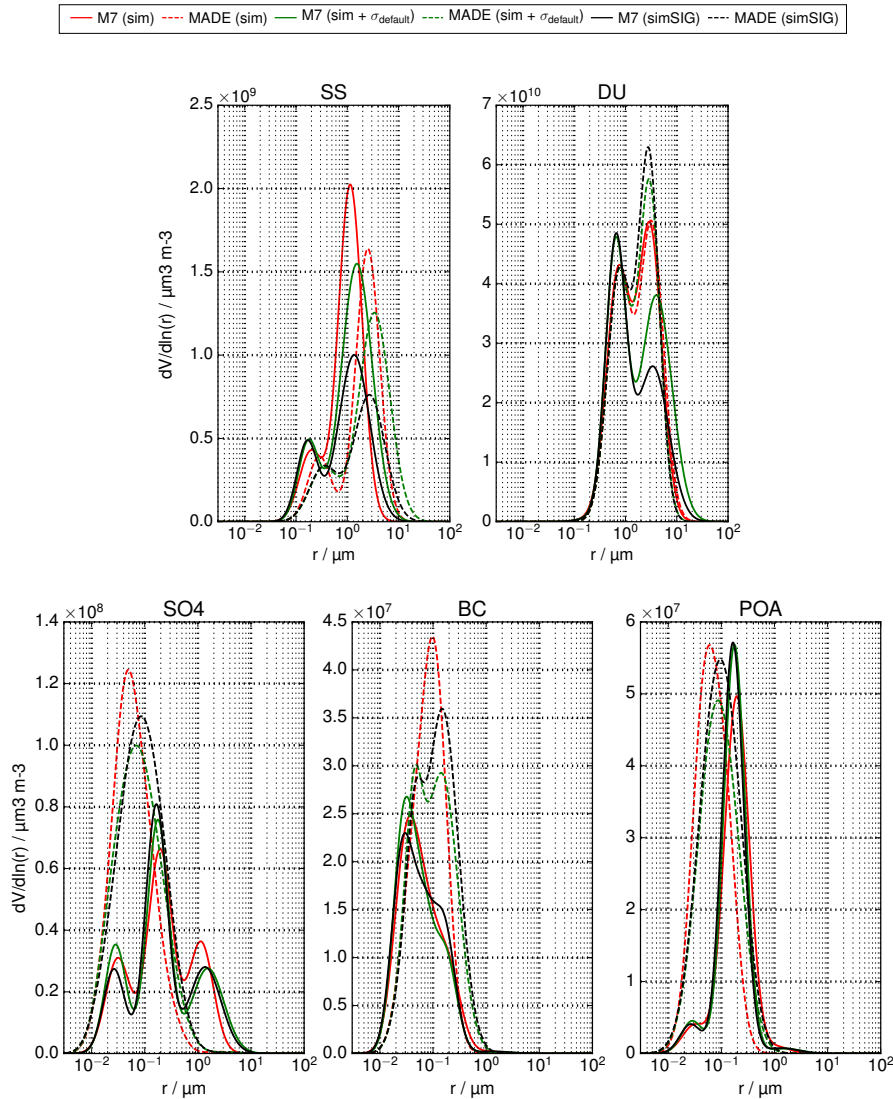 M7 (sim) MADE (sim) M7 (sim + σdefault) MADE (sim + σdefault) M7 (simSIG) MADE (simSIG)
SS DU
×10⁹ ×10¹⁰
dV/dln(r) / µm3 m-3
2.5
2.0
1.5
1.0
0.5
0.0
10⁻² 10⁻¹ 10⁰ 10¹ 10²
r / µm
7
6
5
4
3
2
1
0
10⁻² 10⁻¹ 10⁰ 10¹ 10²
r / µm
SO4 BC POA
×10⁸ ×10⁷ ×10⁷
dV/dln(r) / µm3 m-3
1.4
1.2
1.0
0.8
0.6
0.4
0.2
0.0
10⁻² 10⁻¹ 10⁰ 10¹ 10²
r / µm
4.5
4.0
3.5
3.0
2.5
2.0
1.5
1.0
0.5
0.0
10⁻² 10⁻¹ 10⁰ 10¹ 10²
r / µm
6
5
4
3
2
1
0
10⁻² 10⁻¹ 10⁰ 10¹ 10²
r / µm